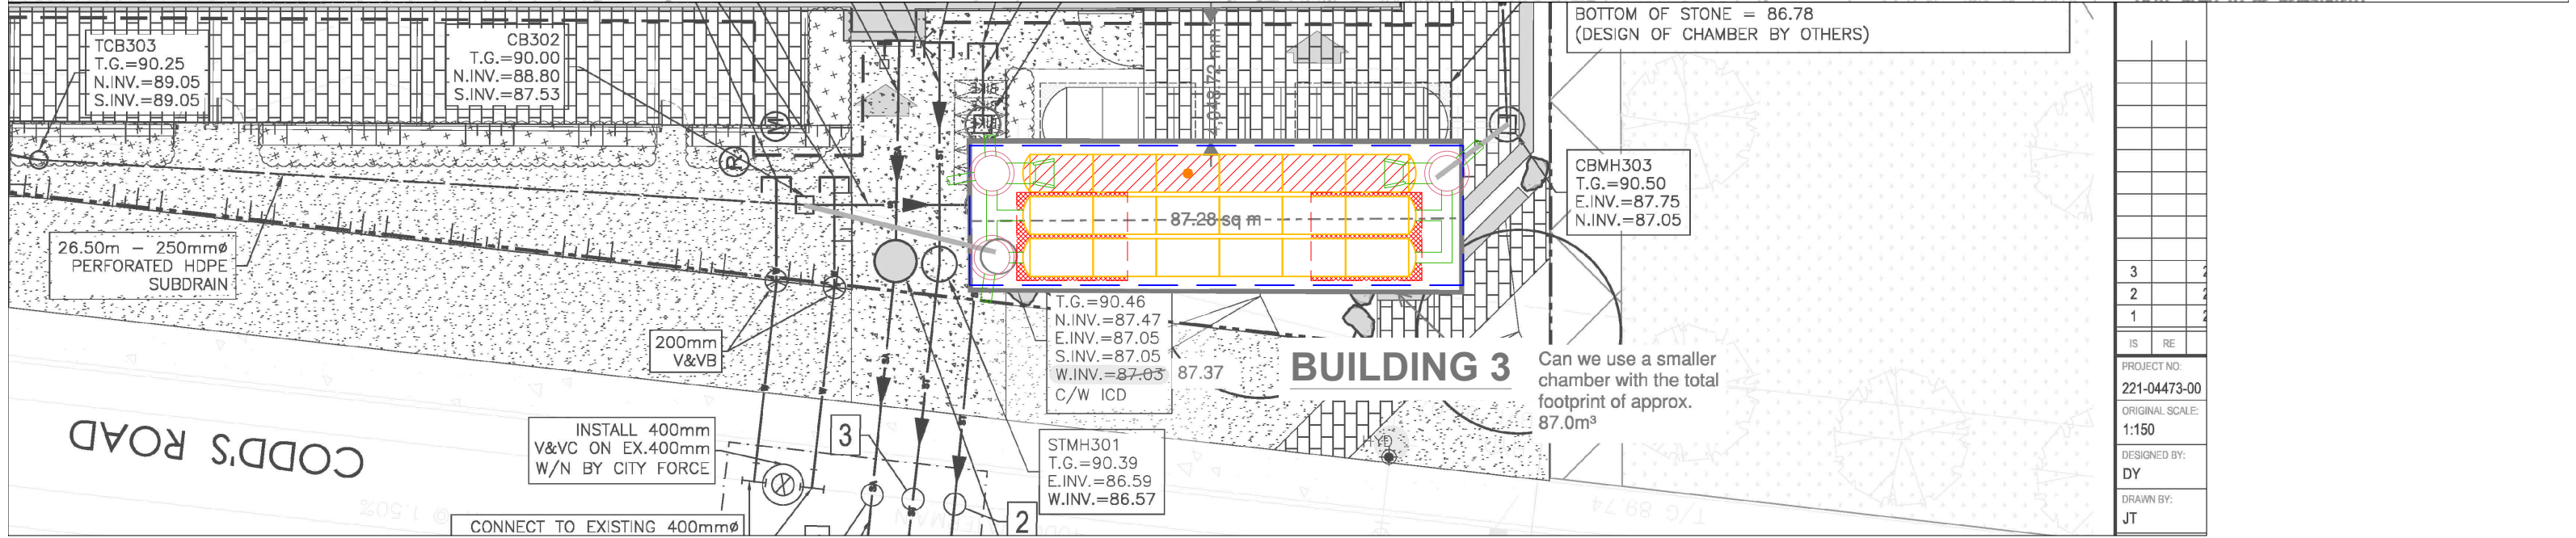 BOTTOM OF STONE = 86.78
(DESIGN OF CHAMBER BY OTHERS)
TCB303
T.G.=90.25
N.INV.=89.05
S.INV.=89.05
CB302
T.G.=90.00
N.INV.=88.80
S.INV.=87.53
M
R
87.28 sq m
CBMH303
T.G.=90.50
E.INV.=87.75
N.INV.=87.05
26.50m – 250mmø
PERFORATED HDPE
SUBDRAIN
200mm
V&VB
T.G.=90.46
N.INV.=87.47
E.INV.=87.05
S.INV.=87.05
W.INV.=87.03 87.37
C/W ICD
BUILDING 3
Can we use a smaller
chamber with the total
footprint of approx.
87.0m³
CODD'S ROAD
INSTALL 400mm
V&VC ON EX.400mm
W/N BY CITY FORCE
3
STMH301
T.G.=90.39
E.INV.=86.59
W.INV.=86.57
HYD
CONNECT TO EXISTING 400mmø
2
T/G 89.74
@ 1.50%
3
2
1
IS RE
PROJECT NO:
221-04473-00
ORIGINAL SCALE:
1:150
DESIGNED BY:
DY
DRAWN BY:
JT